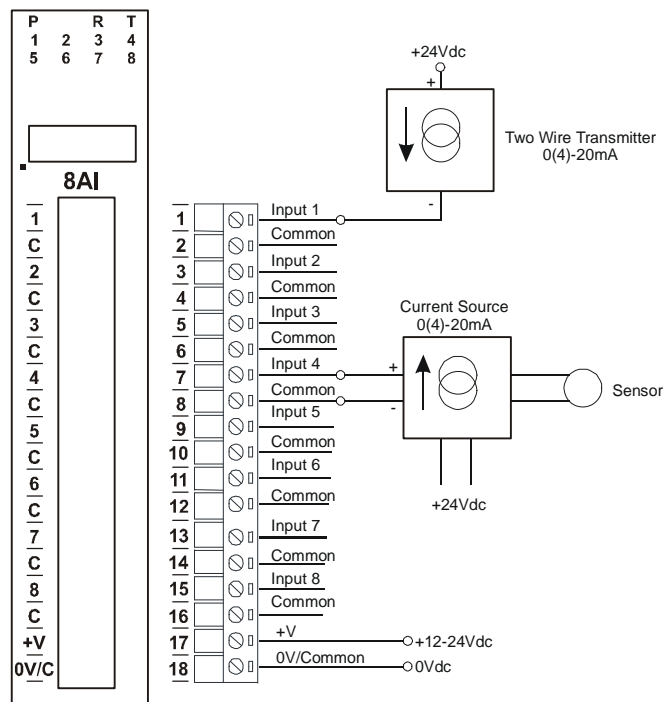 P R T
1 2 3 4
5 6 7 8
8AI
1
C
2
C
3
C
4
C
5
C
6
C
7
C
8
C
+V
0V/C
1 Input 1
2 Common
3 Input 2
4 Common
5 Input 3
6 Common
7 Input 4
8 Common
9 Input 5
10 Common
11 Input 6
12 Common
13 Input 7
14 Common
15 Input 8
16 Common
17 +V +12-24Vdc
18 0V/Common 0Vdc
+24Vdc
+
-
Two Wire Transmitter
0(4)-20mA
Current Source
0(4)-20mA
+
-
Sensor
+24Vdc